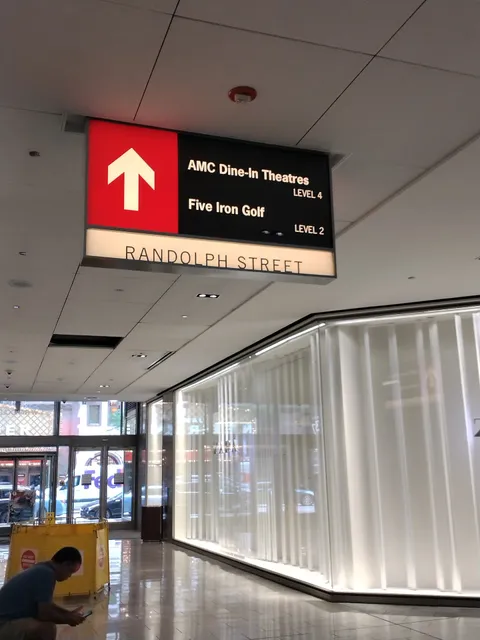 AMC Dine-In Theatres
LEVEL 4
Five Iron Golf
LEVEL 2
RANDOLPH STREET